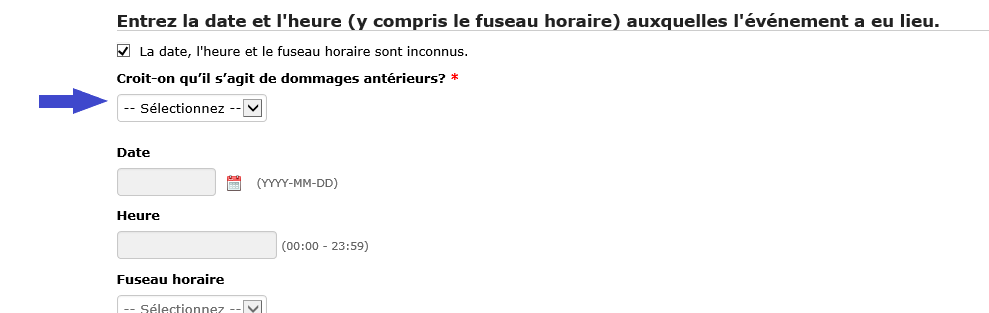 Entrez la date et l'heure (y compris le fuseau horaire) auxquelles l'événement a eu lieu.
La date, l'heure et le fuseau horaire sont inconnus.
Croit-on qu’il s’agit de dommages antérieurs? *
-- Sélectionnez --
Date
(YYYY-MM-DD)
Heure
(00:00 - 23:59)
Fuseau horaire
-- Sélectionnez --